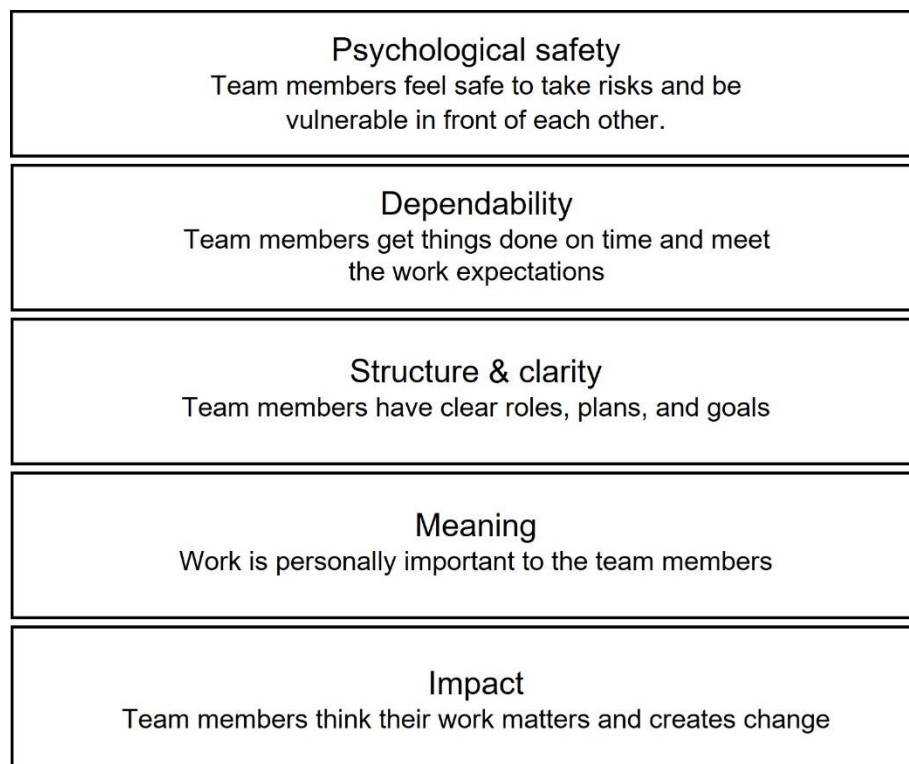 Psychological safety
Team members feel safe to take risks and be
vulnerable in front of each other.
Dependability
Team members get things done on time and meet
the work expectations
Structure & clarity
Team members have clear roles, plans, and goals
Meaning
Work is personally important to the team members
Impact
Team members think their work matters and creates change